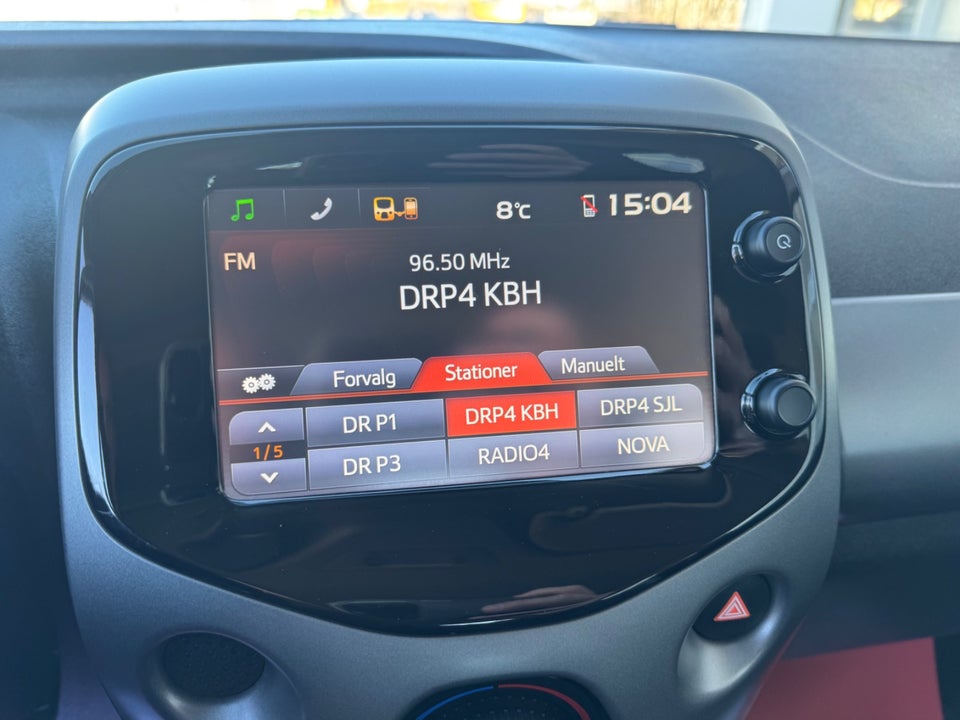 8°C 15:04
FM 96.50 MHz
DRP4 KBH
Forvalg Stationer Manuelt
DR P1 DRP4 KBH DRP4 SJL
1/5
DR P3 RADIO4 NOVA